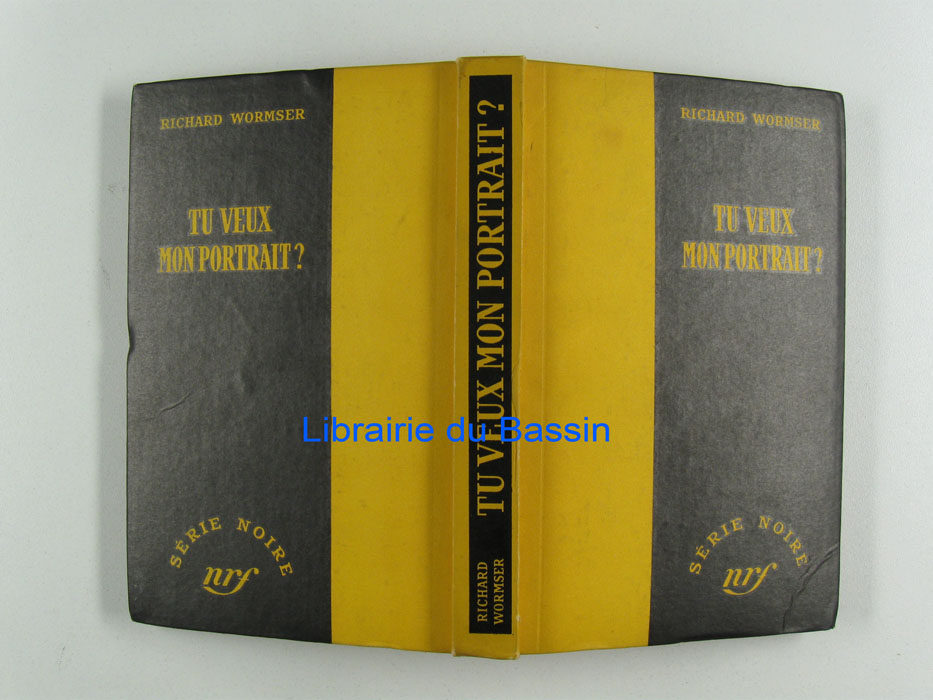 RICHARD WORMSER
TU VEUX
MON PORTRAIT ?
SÉRIE NOIRE
nrf
TU VEUX MON PORTRAIT ?
RICHARD
WORMSER
RICHARD WORMSER
TU VEUX
MON PORTRAIT ?
SÉRIE NOIRE
nrf
Librairie du Bassin